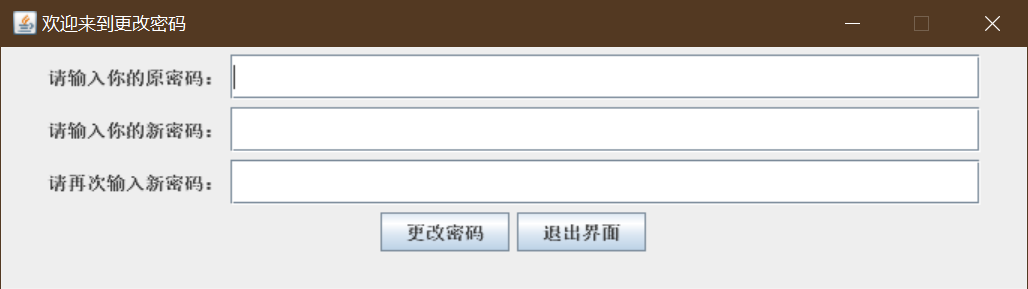 欢迎来到更改密码
请输入你的原密码：
请输入你的新密码：
请再次输入新密码：
更改密码 退出界面